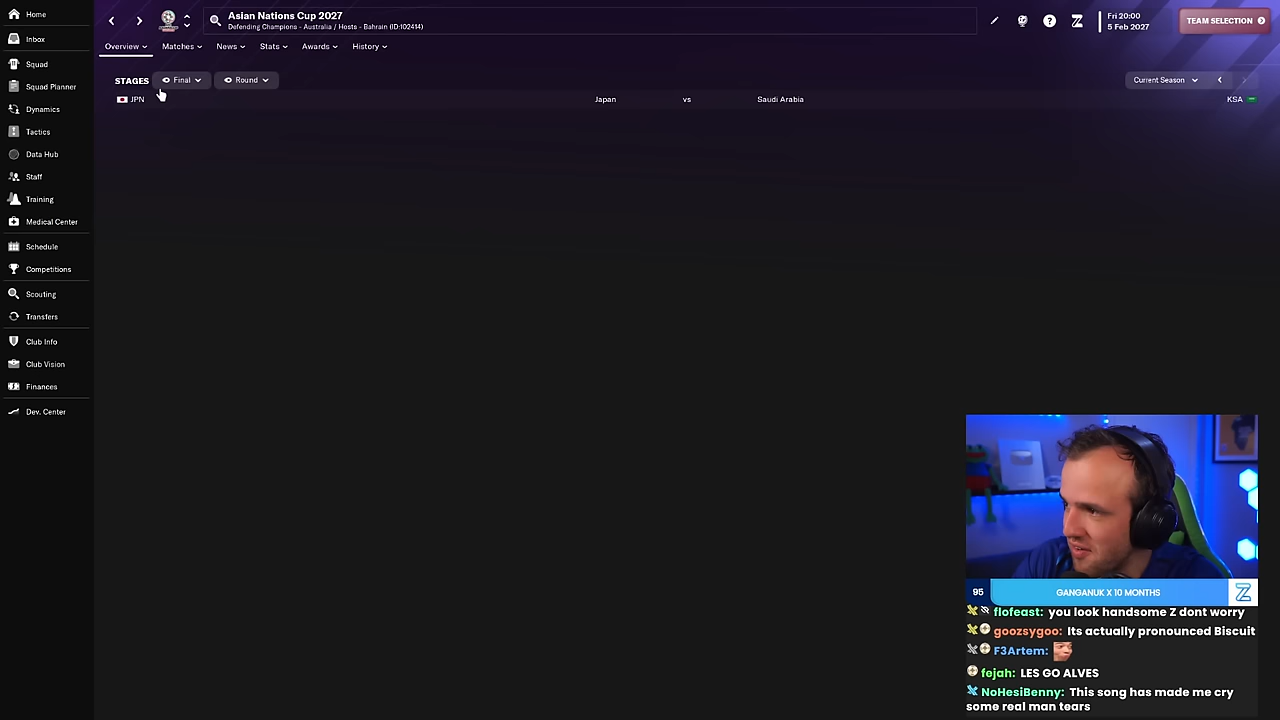 Home
Inbox
Squad
Squad Planner
Dynamics
Tactics
Data Hub
Staff
Training
Medical Center
Schedule
Competitions
Scouting
Transfers
Club Info
Club Vision
Finances
Dev. Center
Asian Nations Cup 2027
Defending Champions - Australia / Hosts - Bahrain (ID:102414)
Fri 20:00
5 Feb 2027
TEAM SELECTION
Overview Matches News Stats Awards History
STAGES Final Round Current Season
JPN Japan vs Saudi Arabia KSA
95 GANGANUK X 10 MONTHS Z
flofeast: you look handsome Z dont worry
goozsygoo: Its actually pronounced Biscuit
F3Artem:
fejah: LES GO ALVES
NoHesiBenny: This song has made me cry
some real man tears